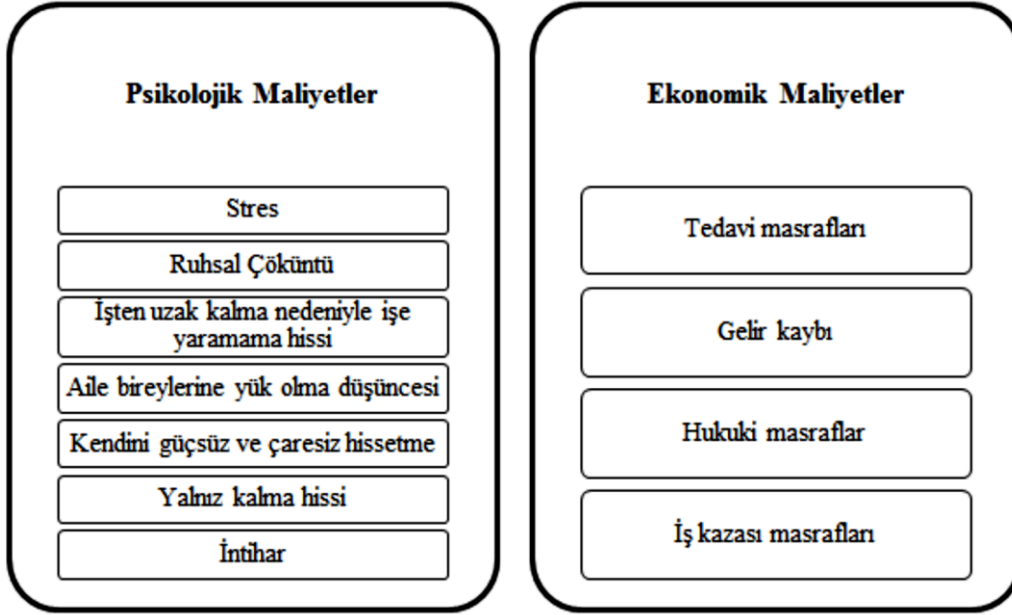 Psikolojik Maliyetler
Stres
Ruhsal Çöküntü
İşten uzak kalma nedeniyle işe
yaramama hissi
Aile bireylerine yük olma düşüncesi
Kendini güçsüz ve çaresiz hissetme
Yalnız kalma hissi
İntihar
Ekonomik Maliyetler
Tedavi masrafları
Gelir kaybı
Hukuki masraflar
İş kazası masrafları